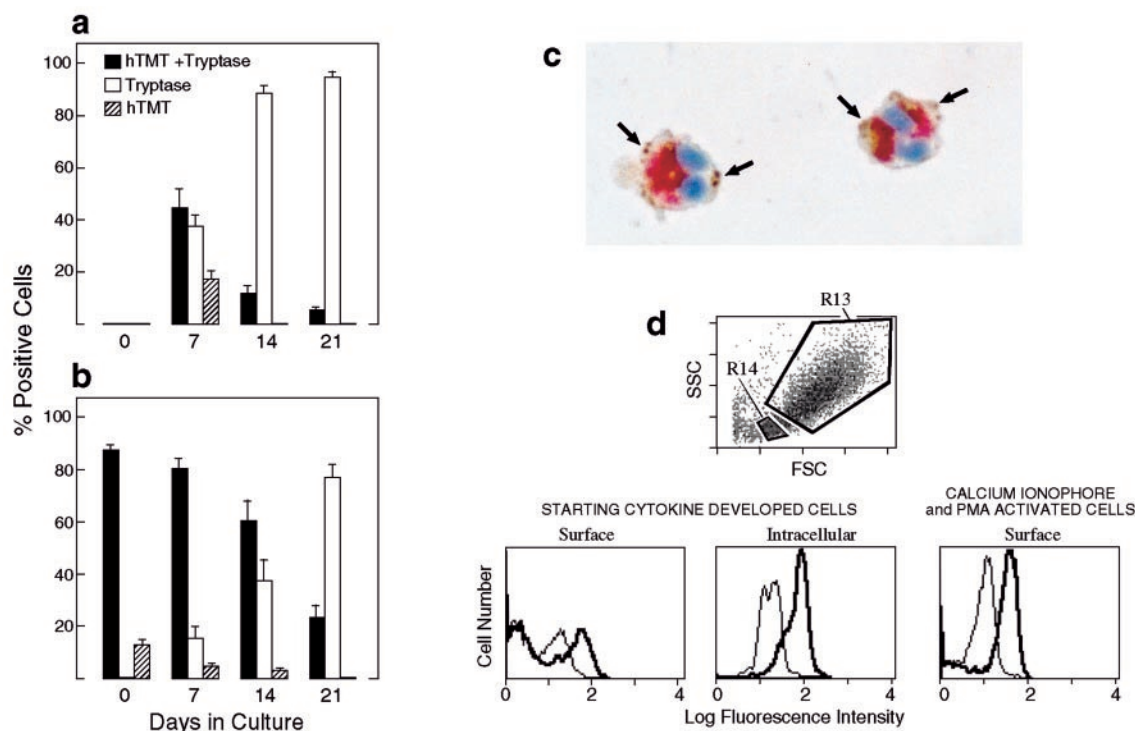 a
100
80
60
40
20
hTMT +Tryptase
Tryptase
hTMT
0 7 14 21
% Positive Cells
b
100
80
60
40
20
0 7 14 21
Days in Culture
c
d
R13
R14
SSC
FSC
STARTING CYTOKINE DEVELOPED CELLS
Surface Intracellular
CALCIUM IONOPHORE
and PMA ACTIVATED CELLS
Surface
Cell Number
0 2 4 0 2 4 0 2 4
Log Fluorescence Intensity